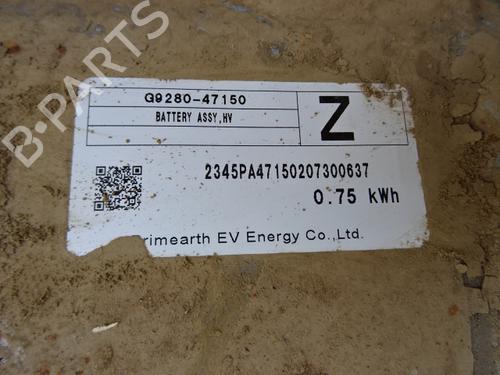 B-PARTS
G9280-47150
BATTERY ASSY,HV
Z
2345PA47150207300637
0.75 kWh
rimearth EV Energy Co.,Ltd.